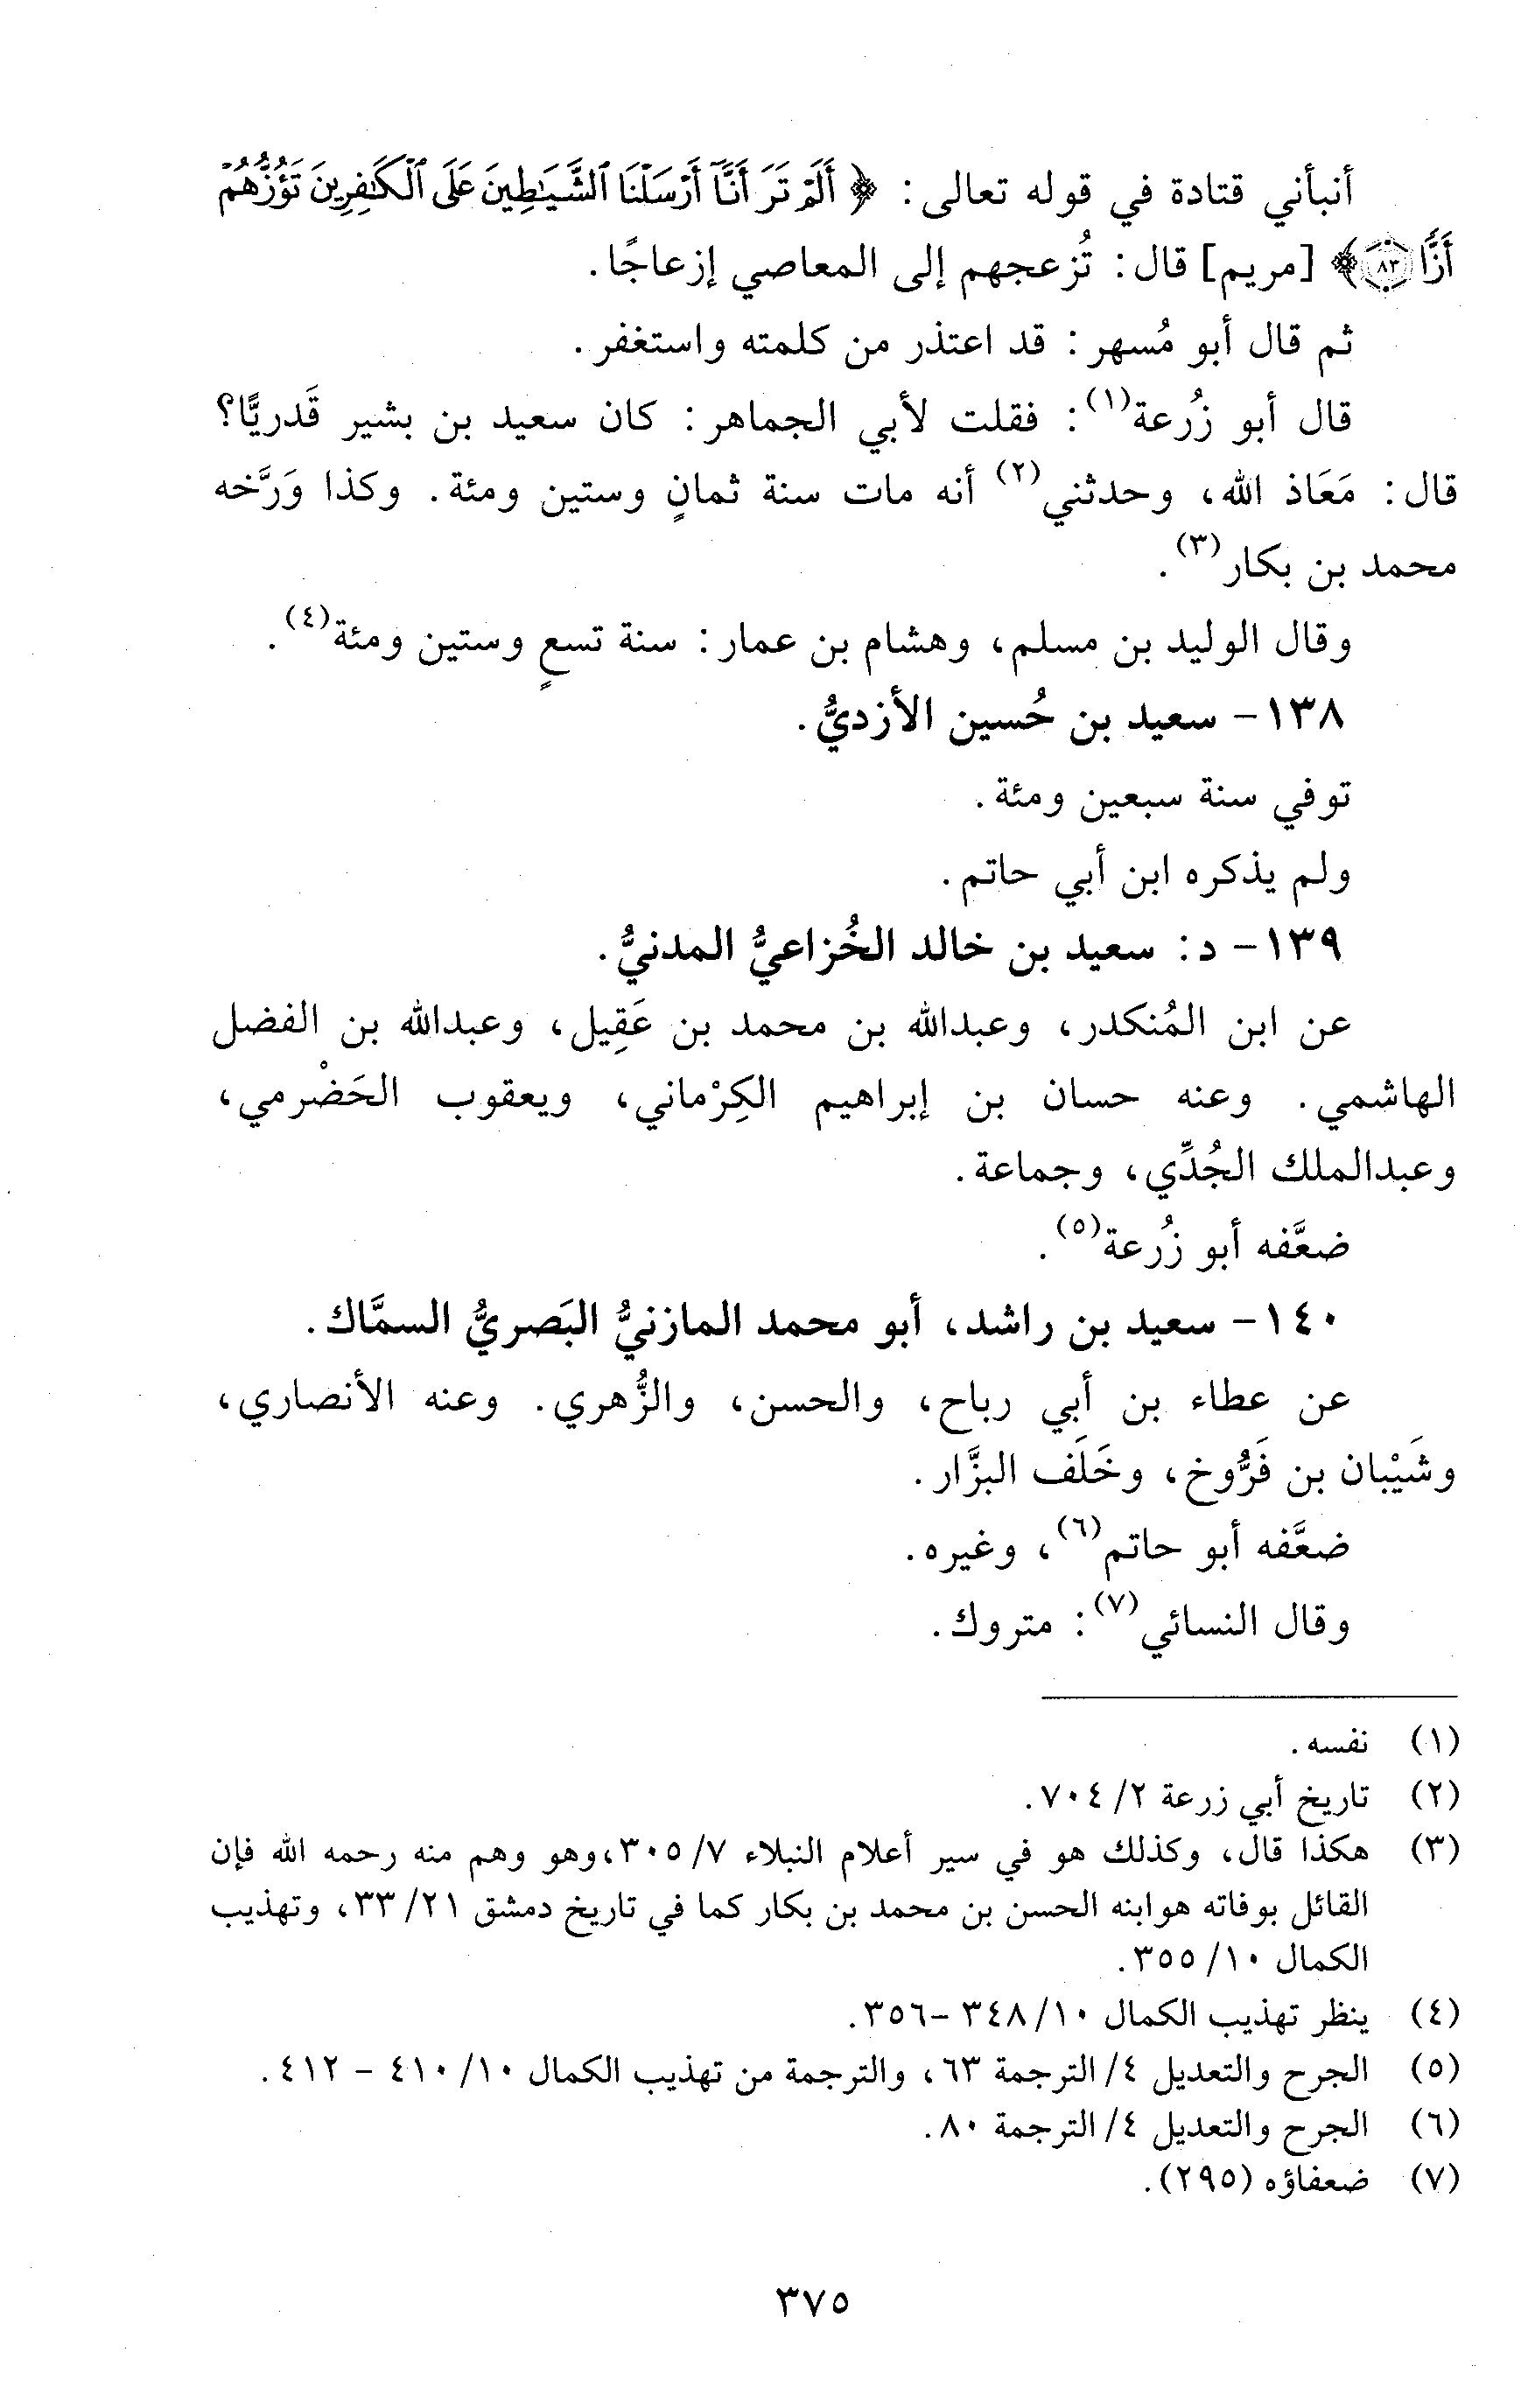 أنبأني قتادة في قوله تعالى: ﴿أَلَمْ تَرَ أَنَّآ أَرْسَلْنَا ٱلشَّيَٰطِينَ عَلَى ٱلْكَٰفِرِينَ تَؤُزُّهُمْ
أَزًّا ٨٣﴾ [مريم] قال: تُزعجهم إلى المعاصي إزعاجًا.
ثم قال أبو مُسهر: قد اعتذر من كلمته واستغفر.
قال أبو زُرعة(١): فقلت لأبي الجماهر: كان سعيد بن بشير قَدريًّا؟
قال: مَعَاذ الله، وحدثني(٢) أنه مات سنة ثمانٍ وستين ومئة. وكذا وَرَّخه
محمد بن بكار(٣).
وقال الوليد بن مسلم، وهشام بن عمار: سنة تسعٍ وستين ومئة(٤).
١٣٨- سعيد بن حُسين الأزديُّ.
توفي سنة سبعين ومئة.
ولم يذكره ابن أبي حاتم.
١٣٩- د: سعيد بن خالد الخُزاعيُّ المدنيُّ.
عن ابن المُنكدر، وعبدالله بن محمد بن عَقِيل، وعبدالله بن الفضل
الهاشمي. وعنه حسان بن إبراهيم الكِرْماني، ويعقوب الحَضْرمي،
وعبدالملك الجُدِّي، وجماعة.
ضعَّفه أبو زُرعة(٥).
١٤٠- سعيد بن راشد، أبو محمد المازنيُّ البَصريُّ السمَّاك.
عن عطاء بن أبي رباح، والحسن، والزُّهري. وعنه الأنصاري،
وشَيْبان بن فَرُّوخ، وخَلَف البزَّار.
ضعَّفه أبو حاتم(٦)، وغيره.
وقال النسائي(٧): متروك.
(١) نفسه.
(٢) تاريخ أبي زرعة ٢/ ٧٠٤.
(٣) هكذا قال، وكذلك هو في سير أعلام النبلاء ٧/ ٣٠٥،وهو وهم منه رحمه الله فإن
القائل بوفاته هوابنه الحسن بن محمد بن بكار كما في تاريخ دمشق ٢١/ ٣٣، وتهذيب
الكمال ١٠/ ٣٥٥.
(٤) ينظر تهذيب الكمال ١٠/ ٣٤٨ -٣٥٦.
(٥) الجرح والتعديل ٤/ الترجمة ٦٣، والترجمة من تهذيب الكمال ١٠/ ٤١٠ - ٤١٢.
(٦) الجرح والتعديل ٤/ الترجمة ٨٠.
(٧) ضعفاؤه (٢٩٥).
٣٧٥